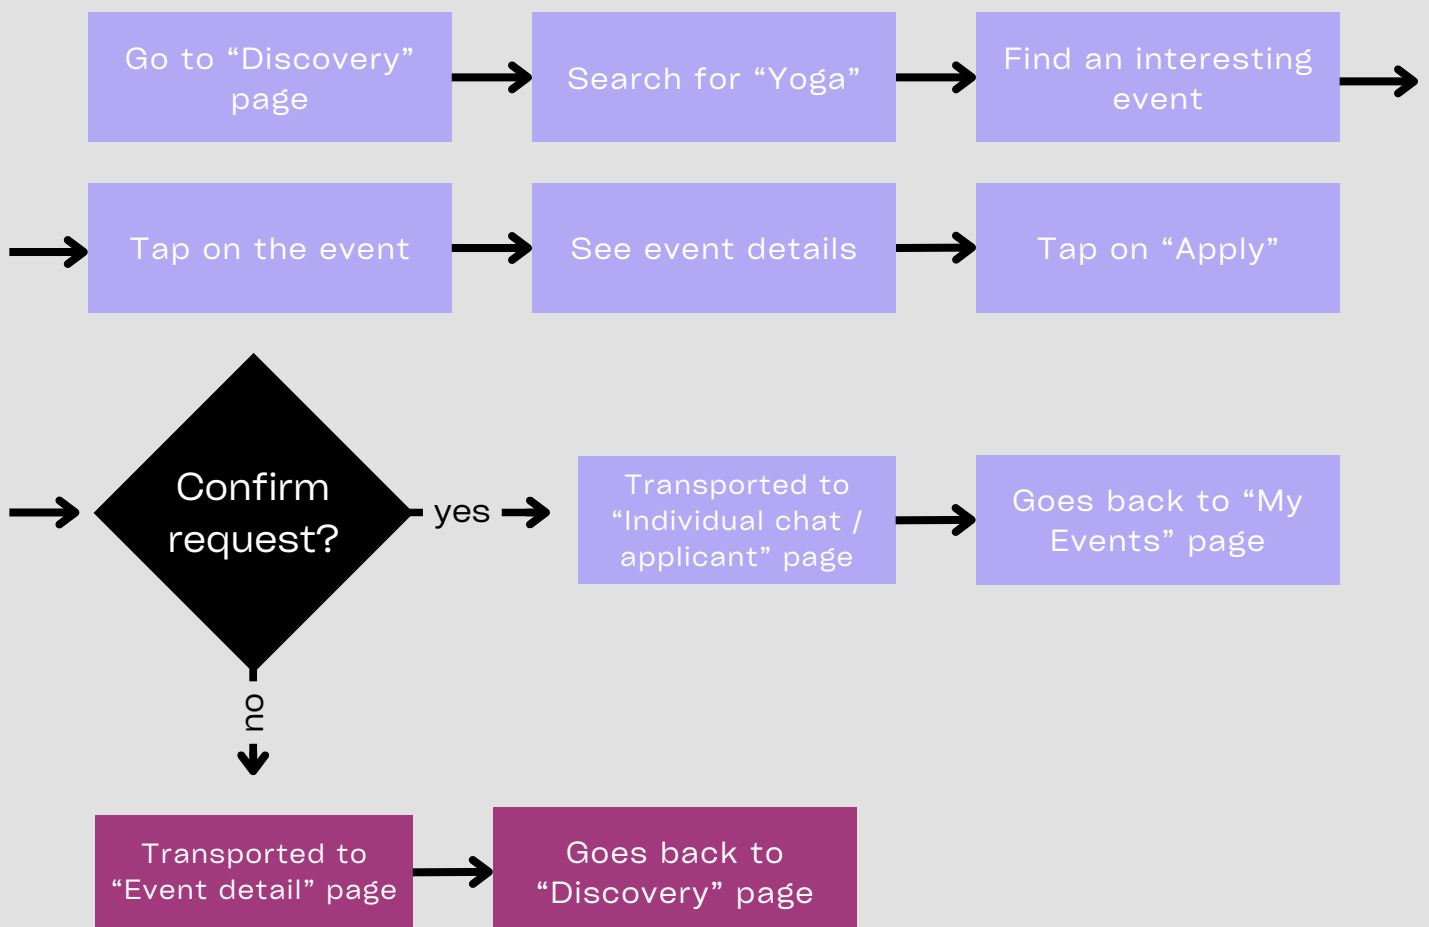 Go to “Discovery”
page
Search for “Yoga”
Find an interesting
event
Tap on the event
See event details
Tap on “Apply”
Confirm
request?
yes
Transported to
“Individual chat /
applicant” page
Goes back to “My
Events” page
no
Transported to
“Event detail” page
Goes back to
“Discovery” page